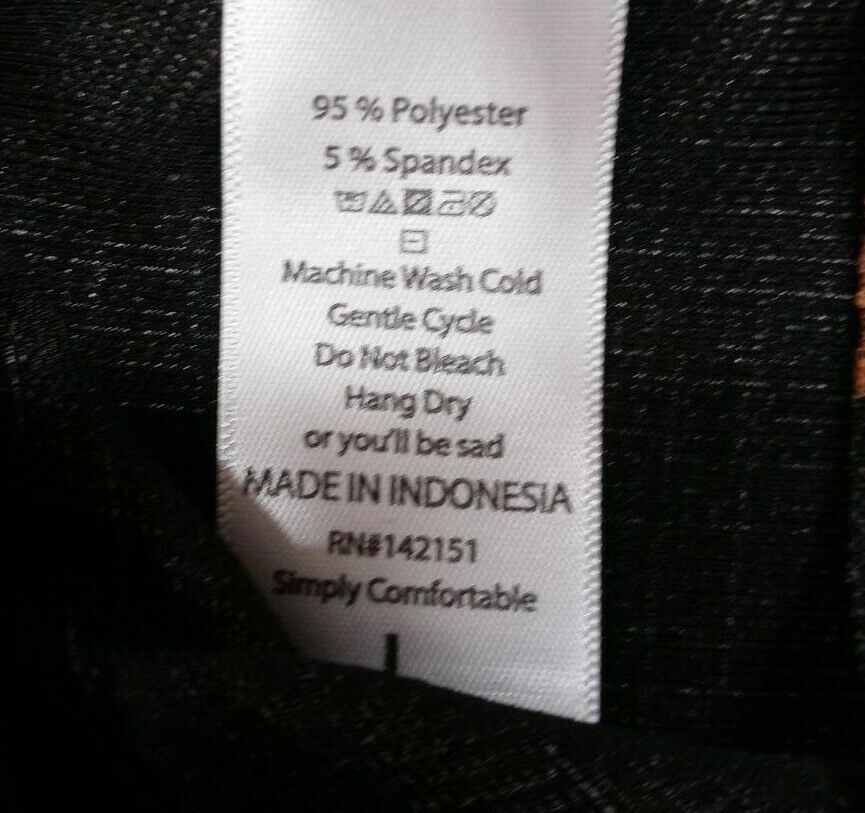 95 % Polyester
5 % Spandex
Machine Wash Cold
Gentle Cycle
Do Not Bleach
Hang Dry
or you'll be sad
MADE IN INDONESIA
RN#142151
Simply Comfortable